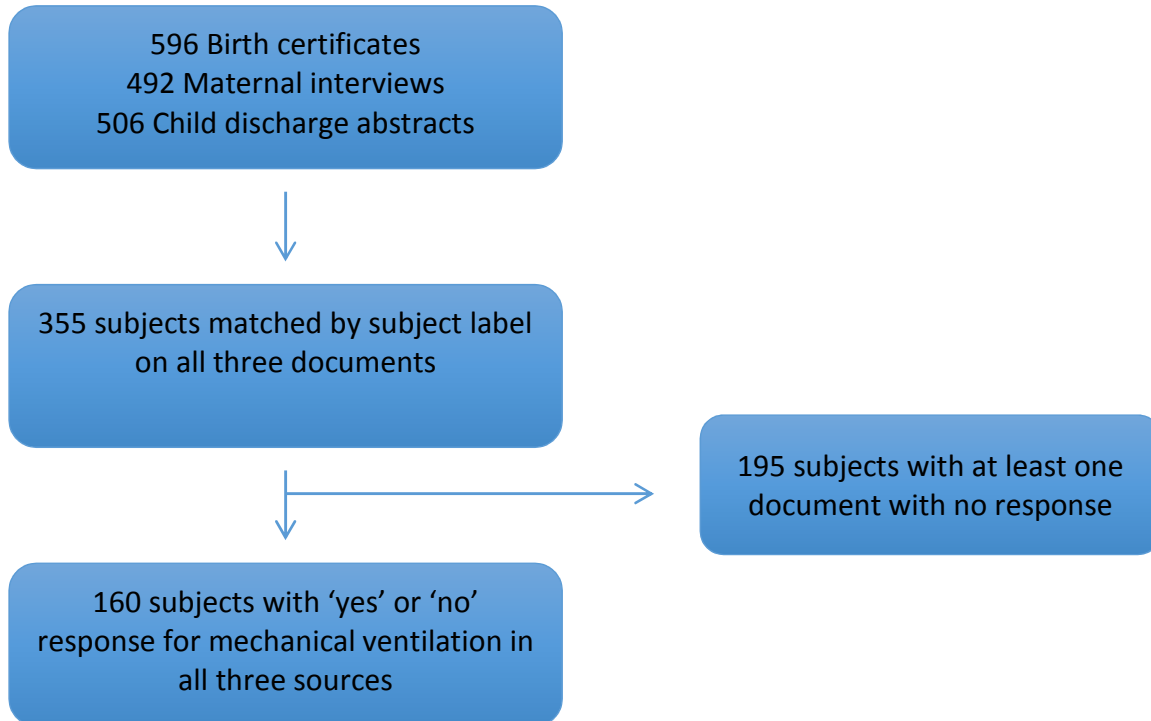 596 Birth certificates
492 Maternal interviews
506 Child discharge abstracts
355 subjects matched by subject label
on all three documents
195 subjects with at least one
document with no response
160 subjects with ‘yes’ or ‘no’
response for mechanical ventilation in
all three sources